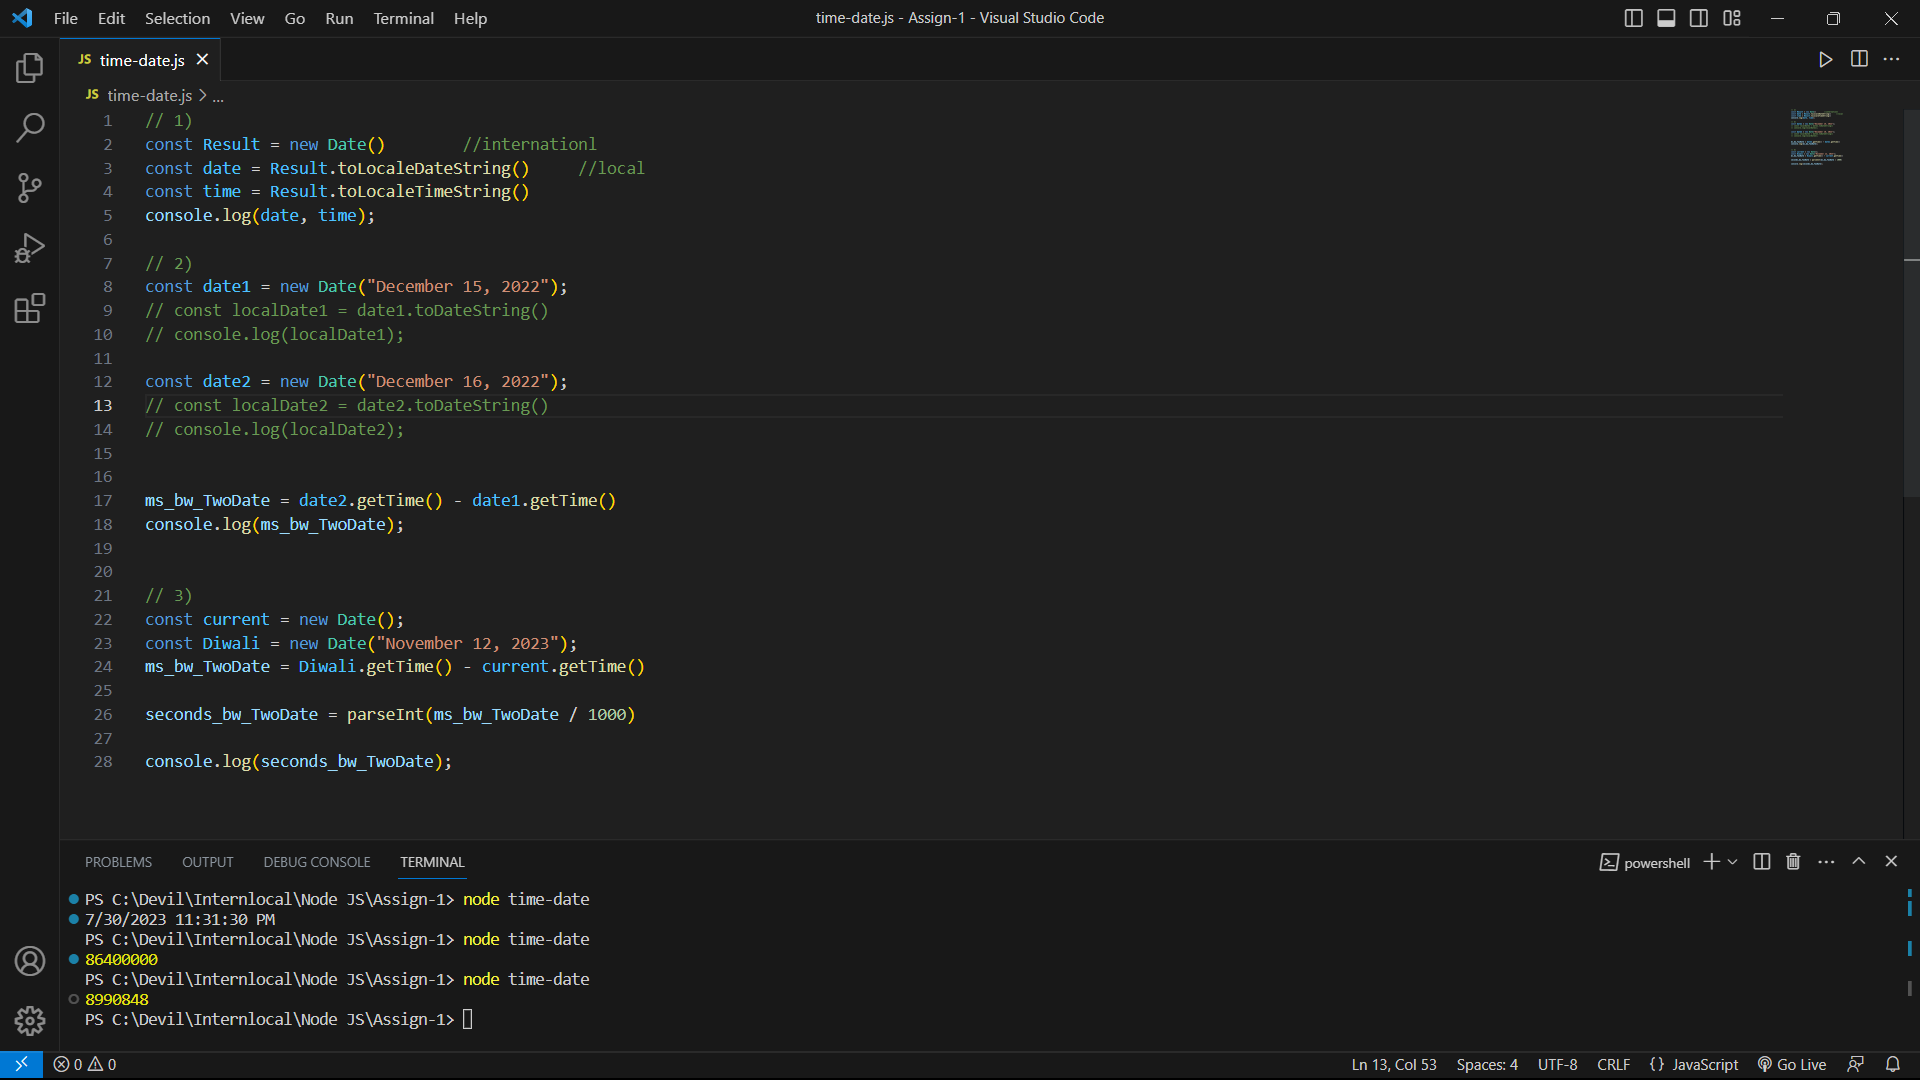 File Edit Selection View Go Run Terminal Help
time-date.js - Assign-1 - Visual Studio Code
JS time-date.js
JS time-date.js > ...
1 // 1)
2 const Result = new Date()        //internationl
3 const date = Result.toLocaleDateString()     //local
4 const time = Result.toLocaleTimeString()
5 console.log(date, time);
6
7 // 2)
8 const date1 = new Date("December 15, 2022");
9 // const localDate1 = date1.toDateString()
10 // console.log(localDate1);
11
12 const date2 = new Date("December 16, 2022");
13 // const localDate2 = date2.toDateString()
14 // console.log(localDate2);
15
16
17 ms_bw_TwoDate = date2.getTime() - date1.getTime()
18 console.log(ms_bw_TwoDate);
19
20
21 // 3)
22 const current = new Date();
23 const Diwali = new Date("November 12, 2023");
24 ms_bw_TwoDate = Diwali.getTime() - current.getTime()
25
26 seconds_bw_TwoDate = parseInt(ms_bw_TwoDate / 1000)
27
28 console.log(seconds_bw_TwoDate);
PROBLEMS OUTPUT DEBUG CONSOLE TERMINAL powershell
PS C:\Devil\Internlocal\Node JS\Assign-1> node time-date
7/30/2023 11:31:30 PM
PS C:\Devil\Internlocal\Node JS\Assign-1> node time-date
86400000
PS C:\Devil\Internlocal\Node JS\Assign-1> node time-date
8990848
PS C:\Devil\Internlocal\Node JS\Assign-1>
0 0 Ln 13, Col 53 Spaces: 4 UTF-8 CRLF {} JavaScript Go Live